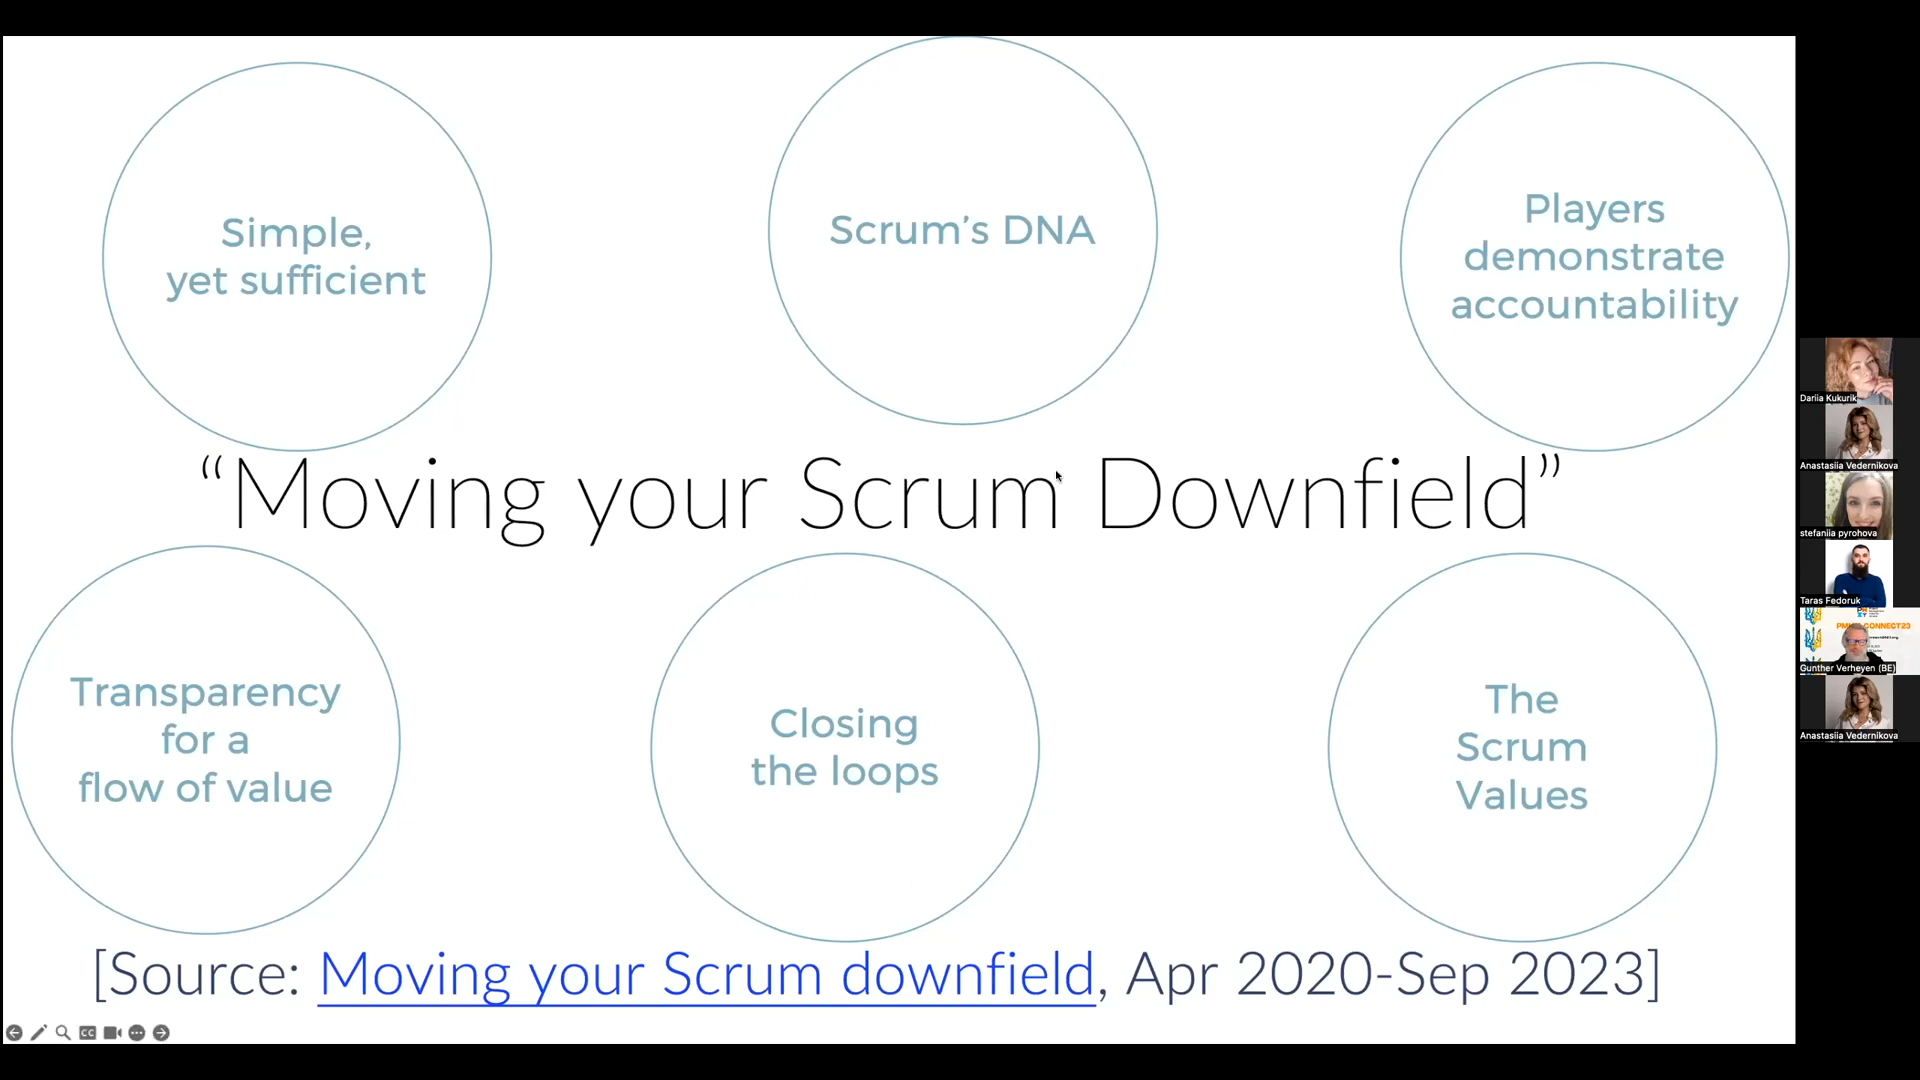 Simple,
yet sufficient
Scrum’s DNA
Players
demonstrate
accountability
“Moving your Scrum Downfield”
Transparency
for a
flow of value
Closing
the loops
The
Scrum
Values
[Source: Moving your Scrum downfield, Apr 2020-Sep 2023]
CC
Dariia Kukurik
Anastasiia Vedernikova
stefaniia pyrohova
Taras Fedoruk
CONNECT23
Gunther Verheyen (BE)
Anastasiia Vedernikova